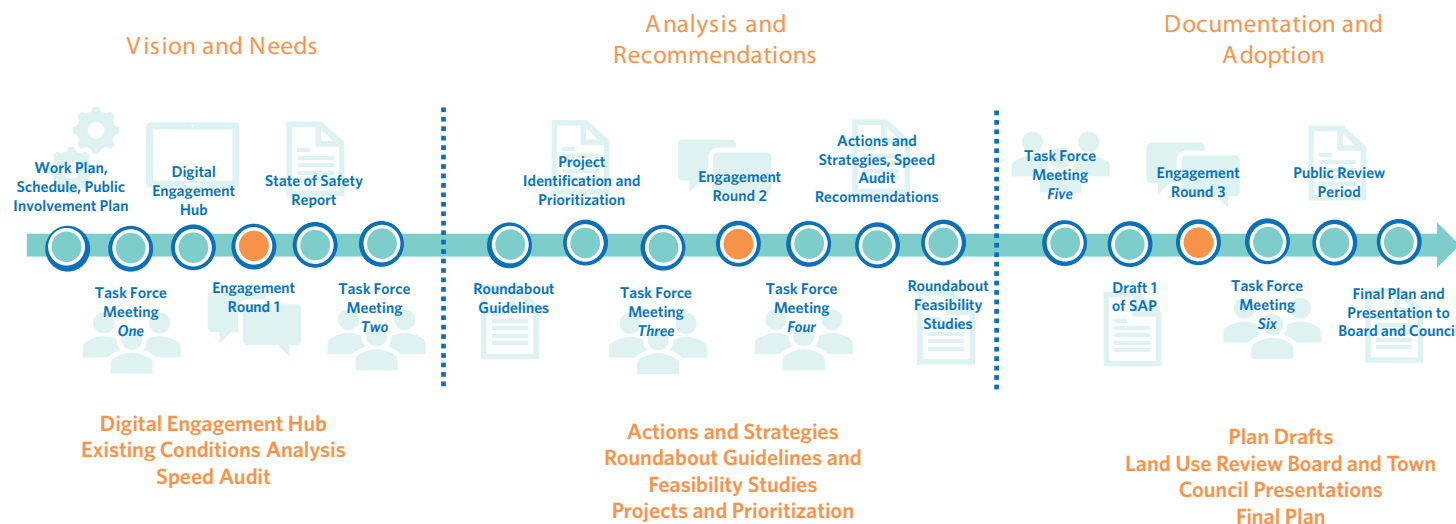 Vision and Needs
Analysis and
Recommendations
Documentation and
Adoption
Work Plan,
Schedule, Public
Involvement Plan
Task Force
Meeting
One
Digital
Engagement
Hub
Engagement
Round 1
State of Safety
Report
Task Force
Meeting
Two
Roundabout
Guidelines
Project
Identification and
Prioritization
Task Force
Meeting
Three
Engagement
Round 2
Task Force
Meeting
Four
Actions and
Strategies, Speed
Audit
Recommendations
Roundabout
Feasibility
Studies
Task Force
Meeting
Five
Draft 1
of SAP
Engagement
Round 3
Task Force
Meeting
Six
Public Review
Period
Final Plan and
Presentation to
Board and Council
Digital Engagement Hub
Existing Conditions Analysis
Speed Audit
Actions and Strategies
Roundabout Guidelines and
Feasibility Studies
Projects and Prioritization
Plan Drafts
Land Use Review Board and Town
Council Presentations
Final Plan